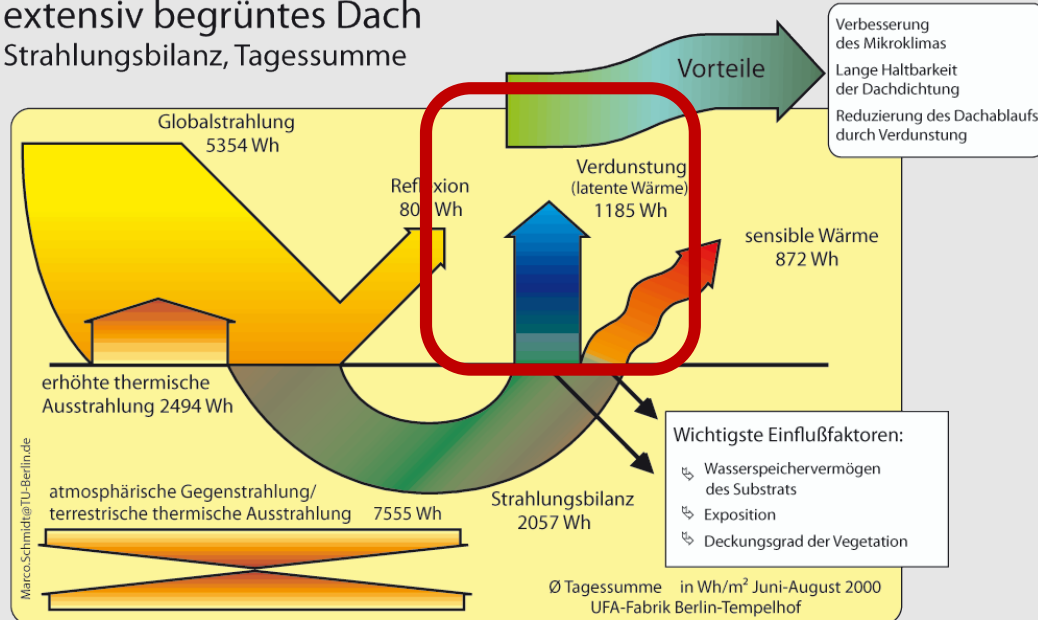 extensiv begrüntes Dach
Strahlungsbilanz, Tagessumme
Vorteile
Verbesserung
des Mikroklimas
Lange Haltbarkeit
der Dachdichtung
Reduzierung des Dachablaufs
durch Verdunstung
Globalstrahlung
5354 Wh
Reflexion
Wh
Verdunstung
(latente Wärme)
1185 Wh
sensible Wärme
872 Wh
erhöhte thermische
Ausstrahlung 2494 Wh
Wichtigste Einflußfaktoren:
Wasserspeichervermögen
des Substrats
Exposition
Deckungsgrad der Vegetation
Strahlungsbilanz
2057 Wh
atmosphärische Gegenstrahlung/
terrestrische thermische Ausstrahlung 7555 Wh
Ø Tagessumme in Wh/m² Juni-August 2000
UFA-Fabrik Berlin-Tempelhof
Marco.Schmidt@TU-Berlin.de